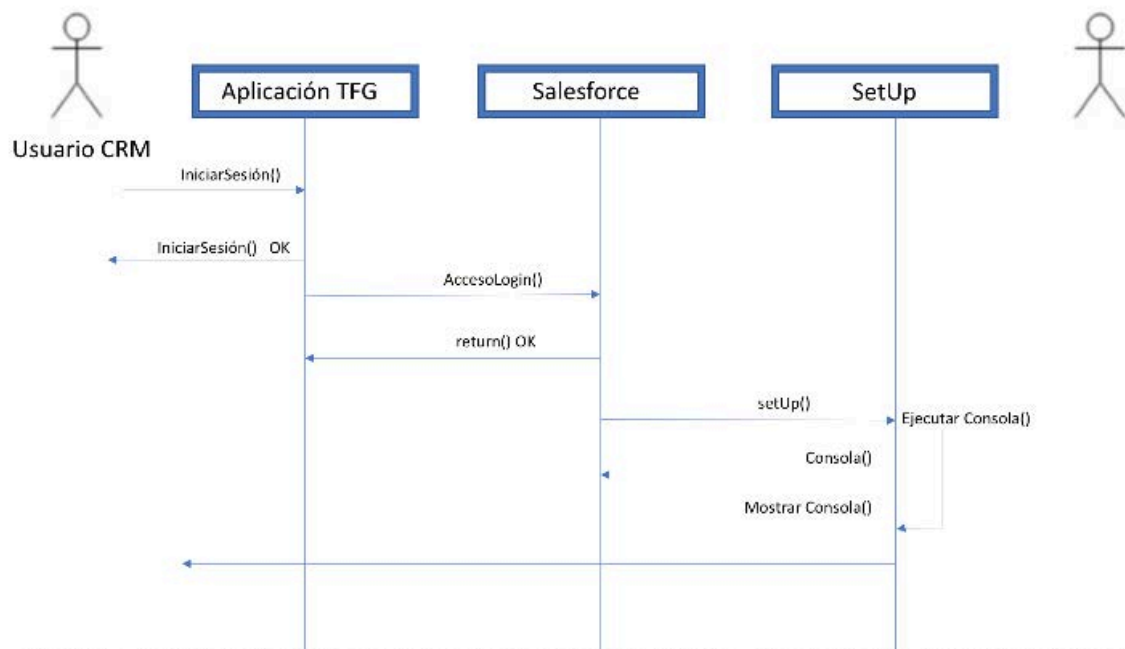 Aplicación TFG
Salesforce
SetUp
Usuario CRM
IniciarSesión()
IniciarSesión() OK
AccesoLogin()
return() OK
setUp()
Ejecutar Consola()
Consola()
Mostrar Consola()